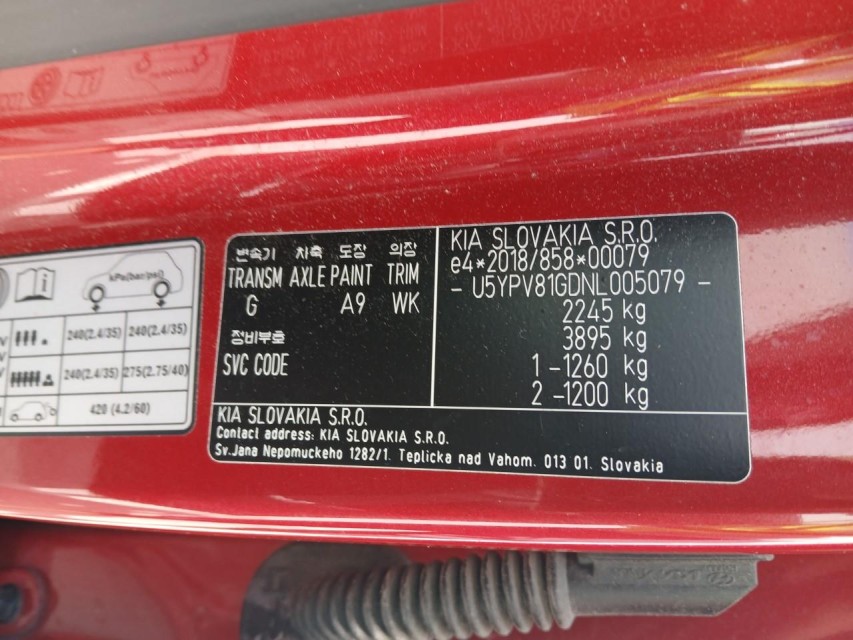 kPa(bar/psi)
240(2.4/35) 240(2.4/35)
240(2.4/35) 275(2.75/40)
420 (4.2/60)
변속기 차축 도장 의장
TRANSM AXLE PAINT TRIM
G A9 WK
정비부호
SVC CODE
KIA SLOVAKIA S.R.O.
e4*2018/858*00079
- U5YPV81GDNL005079 -
2245 kg
3895 kg
1 -1260 kg
2 -1200 kg
KIA SLOVAKIA S.R.O.
Contact address: KIA SLOVAKIA S.R.O.
Sv.Jana Nepomuckeho 1282/1. Teplicka nad Vahom. 013 01. Slovakia